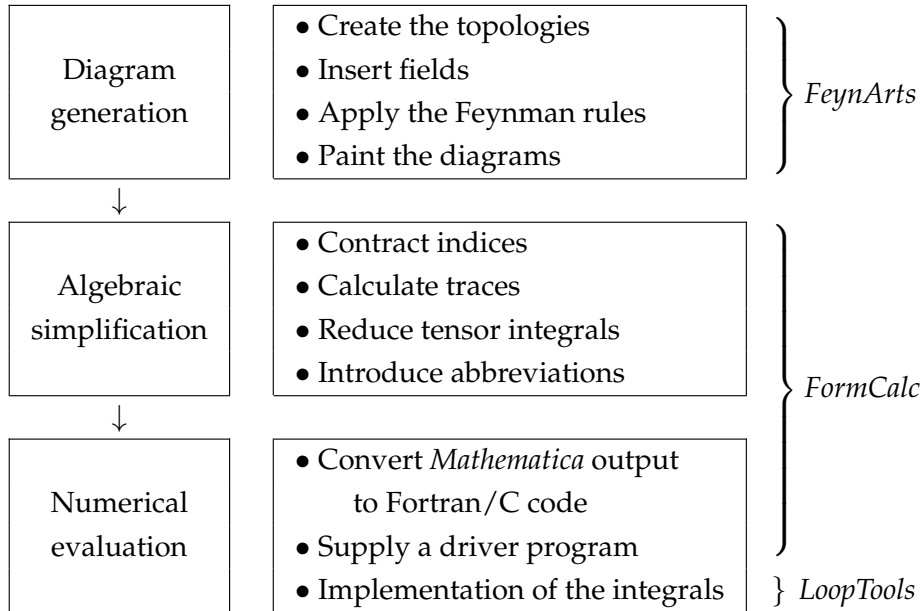 Diagram
generation
• Create the topologies
• Insert fields
• Apply the Feynman rules
• Paint the diagrams
} FeynArts
↓
Algebraic
simplification
• Contract indices
• Calculate traces
• Reduce tensor integrals
• Introduce abbreviations
} FormCalc
↓
Numerical
evaluation
• Convert Mathematica output
to Fortran/C code
• Supply a driver program
• Implementation of the integrals
} LoopTools